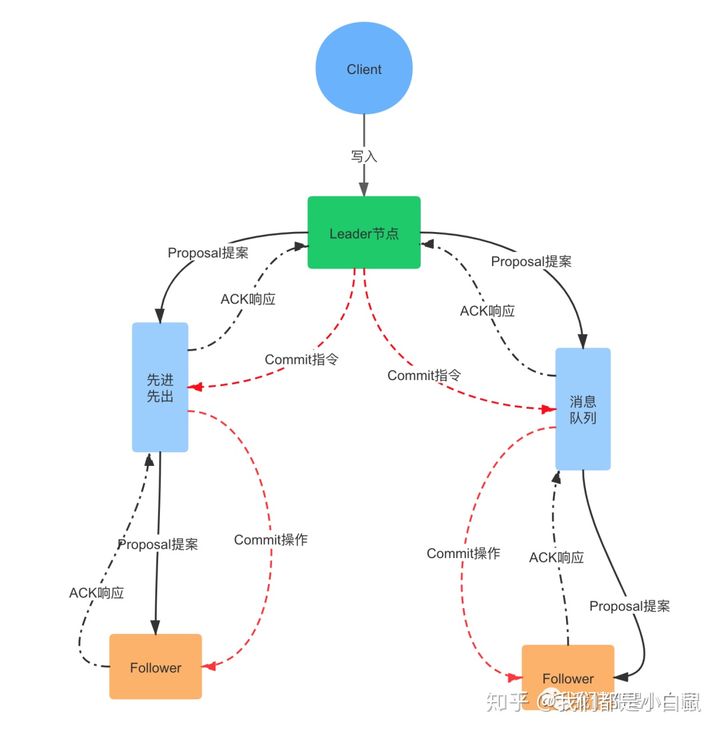 Client
写入
Leader节点
Proposal提案
Proposal提案
ACK响应
ACK响应
Commit指令
Commit指令
先进
先出
消息
队列
Proposal提案
Commit操作
Commit操作
ACK响应
ACK响应
Proposal提案
Follower
Follower
知乎 @我们都是小白鼠